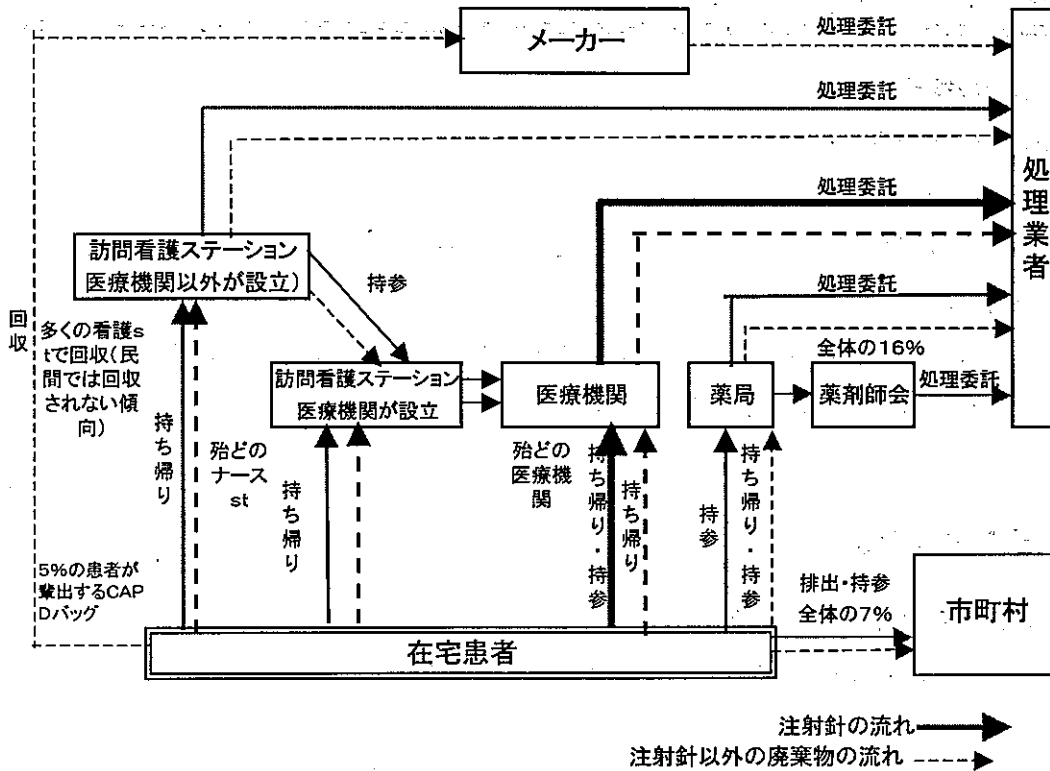 処理委託
メーカー
処理委託
処理業者
処理委託
訪問看護ステーション
医療機関以外が設立)
持参
処理委託
回収
多くの看護s
tで回収(民
間では回収
されない傾
向)
全体の16%
訪問看護ステーション
医療機関が設立
医療機関
薬局
薬剤師会
処理委託
持ち帰り
殆どの
ナース
st
持ち帰り
殆どの
医療機
関
持ち帰り・持参
持ち帰り
持参
持ち帰り・持参
5%の患者が
輩出するCAP
Dバッグ
排出・持参
全体の7%
市町村
在宅患者
注射針の流れ
注射針以外の廃棄物の流れ